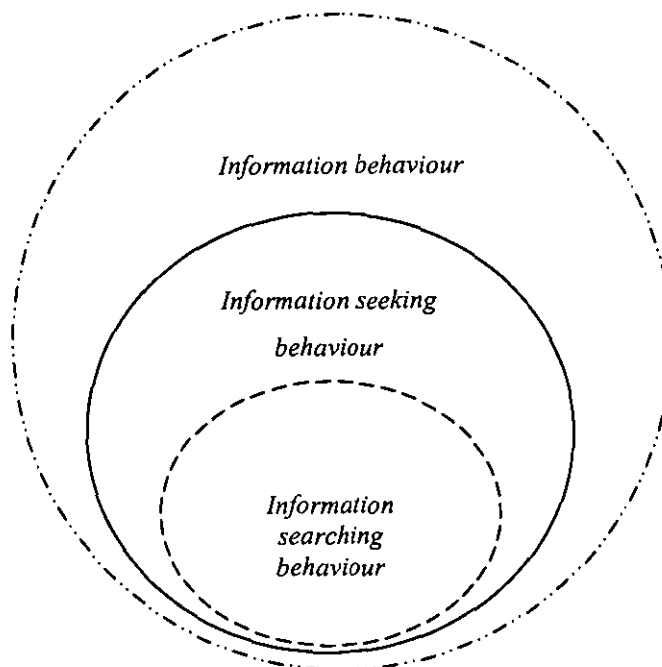 Information behaviour
Information seeking
behaviour
Information
searching
behaviour